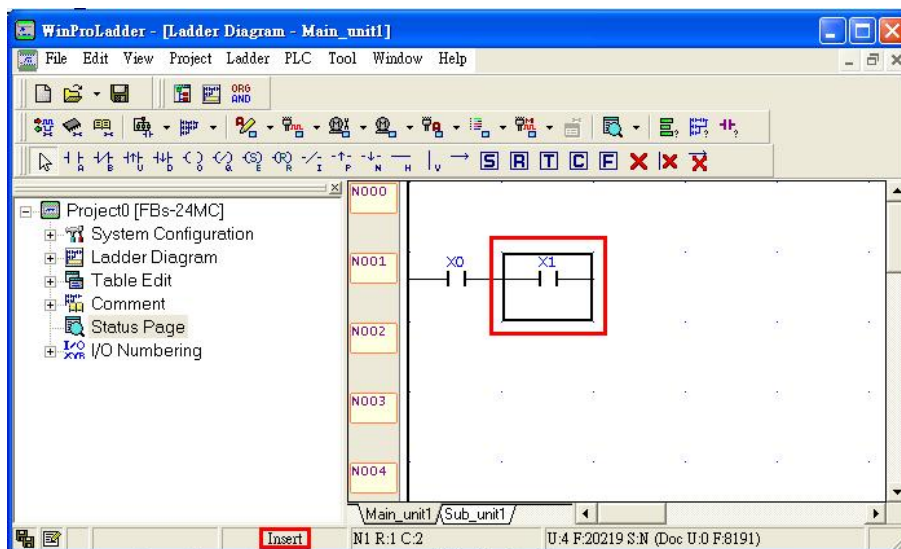 WinProLadder - [Ladder Diagram - Main_unit1]
File Edit View Project Ladder PLC Tool Window Help
ORG
AND
A B U D O Q E R I P N H V S R T C F
Project0 [FBs-24MC]
System Configuration
Ladder Diagram
Table Edit
Comment
Status Page
I/O Numbering
N000
N001 X0 X1
N002
N003
N004
Main_unit1 Sub_unit1
Insert N1 R:1 C:2 U:4 F:20219 S:N (Doc U:0 F:8191)